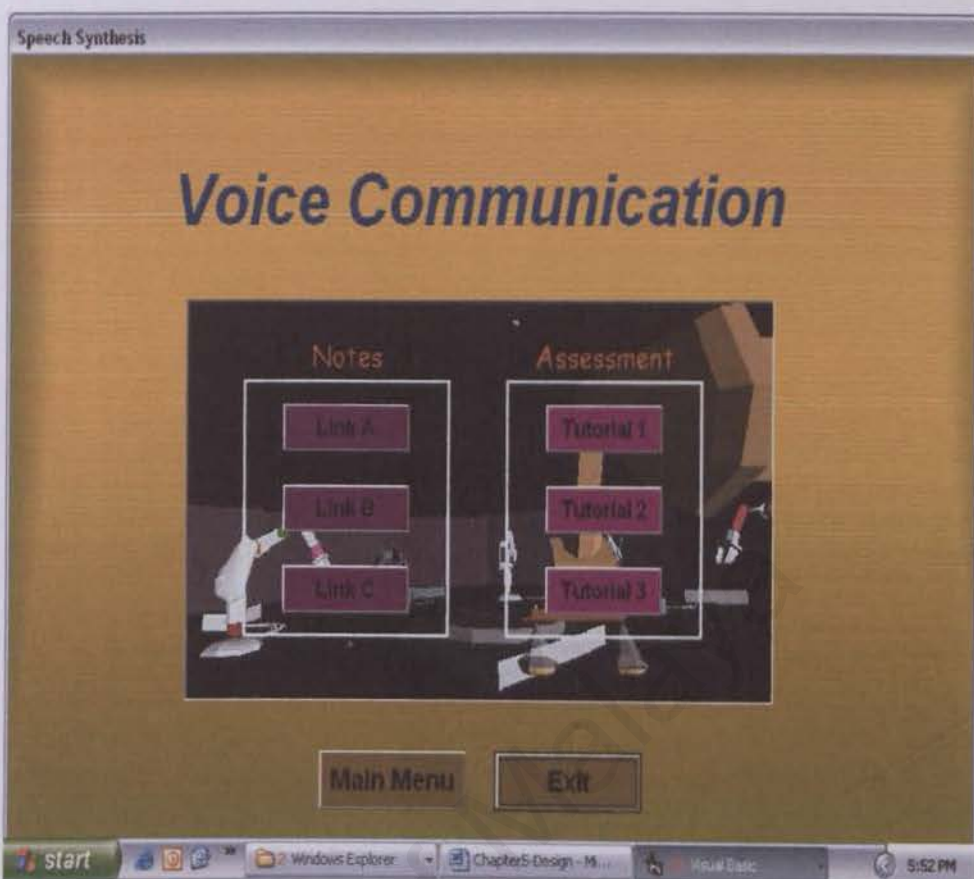 Speech Synthesis
Voice Communication
Notes
Assessment
Link A
Tutorial 1
Link B
Tutorial 2
Link C
Tutorial 3
Main Menu
Exit
start
2 Windows Explorer
Chapter5-Design - M...
Visual Basic
5:52 PM